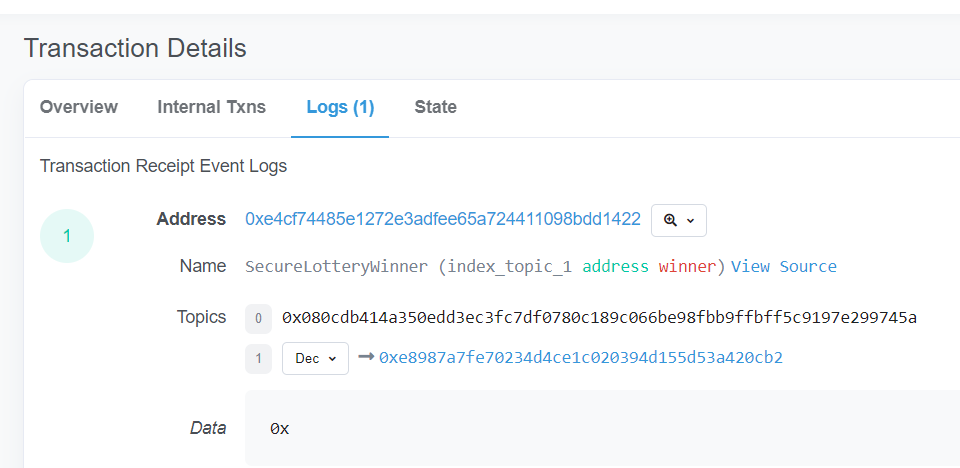 Transaction Details
Overview Internal Txns Logs (1) State
Transaction Receipt Event Logs
1
Address 0xe4cf74485e1272e3adfee65a724411098bdd1422
Name SecureLotteryWinner (index_topic_1 address winner) View Source
Topics 0 0x080cdb414a350edd3ec3fc7df0780c189c066be98fbb9ffbff5c9197e299745a
1 Dec → 0xe8987a7fe70234d4ce1c020394d155d53a420cb2
Data 0x